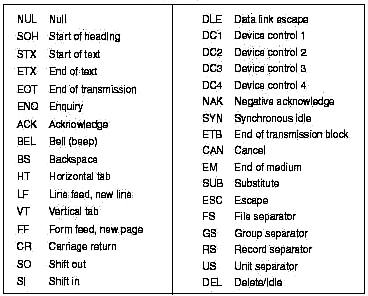 NUL Null
SOH Start of heading
STX Start of text
ETX End of text
EOT End of transmission
ENQ Enquiry
ACK Acknowledge
BEL Bell (beep)
BS Backspace
HT Horizontal tab
LF Line feed, new line
VT Vertical tab
FF Form feed, new page
CR Carriage return
SO Shift out
SI Shift in
DLE Data link escape
DC1 Device control 1
DC2 Device control 2
DC3 Device control 3
DC4 Device control 4
NAK Negative acknowledge
SYN Synchronous idle
ETB End of transmission block
CAN Cancel
EM End of medium
SUB Substitute
ESC Escape
FS File separator
GS Group separator
RS Record separator
US Unit separator
DEL Delete/Idle